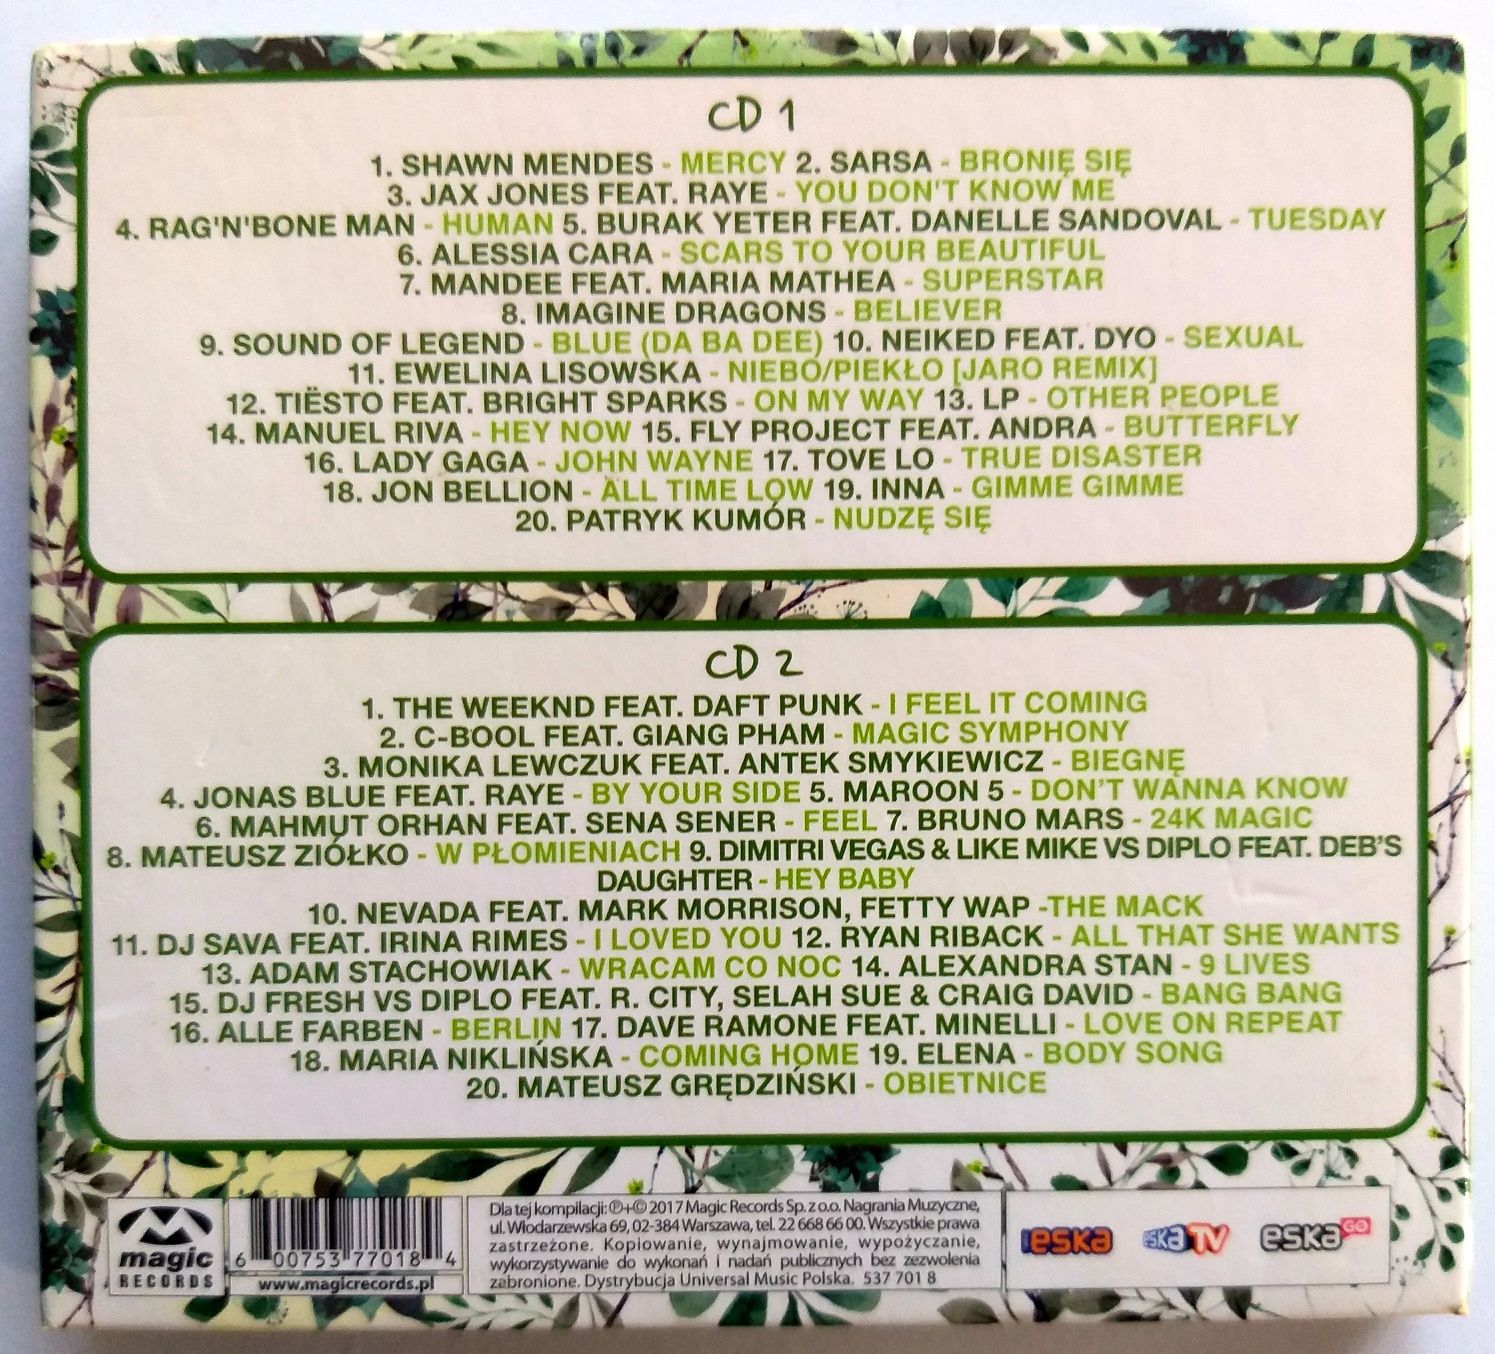 CD 1
1. SHAWN MENDES - MERCY 2. SARSA - BRONIĘ SIĘ
3. JAX JONES FEAT. RAYE - YOU DON'T KNOW ME
4. RAG'N'BONE MAN - HUMAN 5. BURAK YETER FEAT. DANELLE SANDOVAL - TUESDAY
6. ALESSIA CARA - SCARS TO YOUR BEAUTIFUL
7. MANDEE FEAT. MARIA MATHEA - SUPERSTAR
8. IMAGINE DRAGONS - BELIEVER
9. SOUND OF LEGEND - BLUE (DA BA DEE) 10. NEIKED FEAT. DYO - SEXUAL
11. EWELINA LISOWSKA - NIEBO/PIEKŁO [JARO REMIX]
12. TIËSTO FEAT. BRIGHT SPARKS - ON MY WAY 13. LP - OTHER PEOPLE
14. MANUEL RIVA - HEY NOW 15. FLY PROJECT FEAT. ANDRA - BUTTERFLY
16. LADY GAGA - JOHN WAYNE 17. TOVE LO - TRUE DISASTER
18. JON BELLION - ALL TIME LOW 19. INNA - GIMME GIMME
20. PATRYK KUMÓR - NUDZĘ SIĘ
CD 2
1. THE WEEKND FEAT. DAFT PUNK - I FEEL IT COMING
2. C-BOOL FEAT. GIANG PHAM - MAGIC SYMPHONY
3. MONIKA LEWCZUK FEAT. ANTEK SMYKIEWICZ - BIEGNĘ
4. JONAS BLUE FEAT. RAYE - BY YOUR SIDE 5. MAROON 5 - DON'T WANNA KNOW
6. MAHMUT ORHAN FEAT. SENA SENER - FEEL 7. BRUNO MARS - 24K MAGIC
8. MATEUSZ ZIÓŁKO - W PŁOMIENIACH 9. DIMITRI VEGAS & LIKE MIKE VS DIPLO FEAT. DEB'S
DAUGHTER - HEY BABY
10. NEVADA FEAT. MARK MORRISON, FETTY WAP -THE MACK
11. DJ SAVA FEAT. IRINA RIMES - I LOVED YOU 12. RYAN RIBACK - ALL THAT SHE WANTS
13. ADAM STACHOWIAK - WRACAM CO NOC 14. ALEXANDRA STAN - 9 LIVES
15. DJ FRESH VS DIPLO FEAT. R. CITY, SELAH SUE & CRAIG DAVID - BANG BANG
16. ALLE FARBEN - BERLIN 17. DAVE RAMONE FEAT. MINELLI - LOVE ON REPEAT
18. MARIA NIKLIŃSKA - COMING HOME 19. ELENA - BODY SONG
20. MATEUSZ GRĘDZIŃSKI - OBIETNICE
magic
RECORDS
6 00753 77018 4
www.magicrecords.pl
Dla tej kompilacji: ℗+© 2017 Magic Records Sp. z o.o. Nagrania Muzyczne,
ul. Włodarzewska 69, 02-384 Warszawa, tel. 22 668 66 00. Wszystkie prawa
zastrzeżone. Kopiowanie, wynajmowanie, wypożyczanie,
wykorzystywanie do wykonań i nadań publicznych bez zezwolenia
zabronione. Dystrybucja Universal Music Polska. 537 701 8
eska
eska TV
eska GO